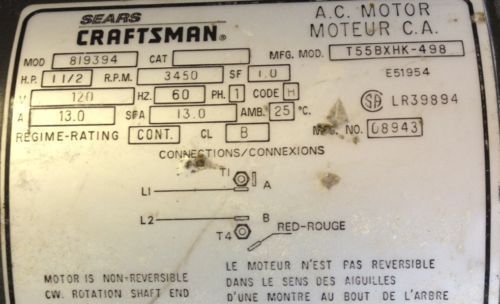 SEARS
CRAFTSMAN®
A.C. MOTOR
MOTEUR C.A.
MOD 819394 CAT MFG. MOD. T55BXHK-498
H.P. 1 1/2 R.P.M. 3450 SF 1.0 E51954
V 120 HZ. 60 PH. 1 CODE H SA LR39894
A 13.0 SFA 13.0 AMB. 25 °C.
REGIME-RATING CONT. CL B MFG. NO. 08943
CONNECTIONS/CONNEXIONS
T1
L1 A
L2 B
T4 RED-ROUGE
MOTOR IS NON-REVERSIBLE
CW. ROTATION SHAFT END
LE MOTEUR N'EST PAS REVERSIBLE
DANS LE SENS DES AIGUILLES
D'UNE MONTRE AU BOUT DE L'ARBRE